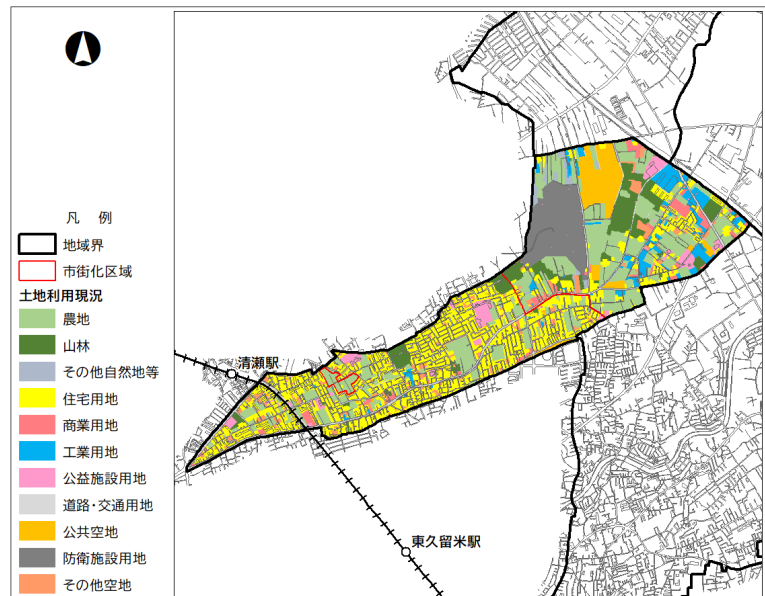 凡 例
地域界
市街化区域
土地利用現況
農地
山林
その他自然地等
住宅用地
商業用地
工業用地
公益施設用地
道路・交通用地
公共空地
防衛施設用地
その他空地
清瀬駅
東久留米駅